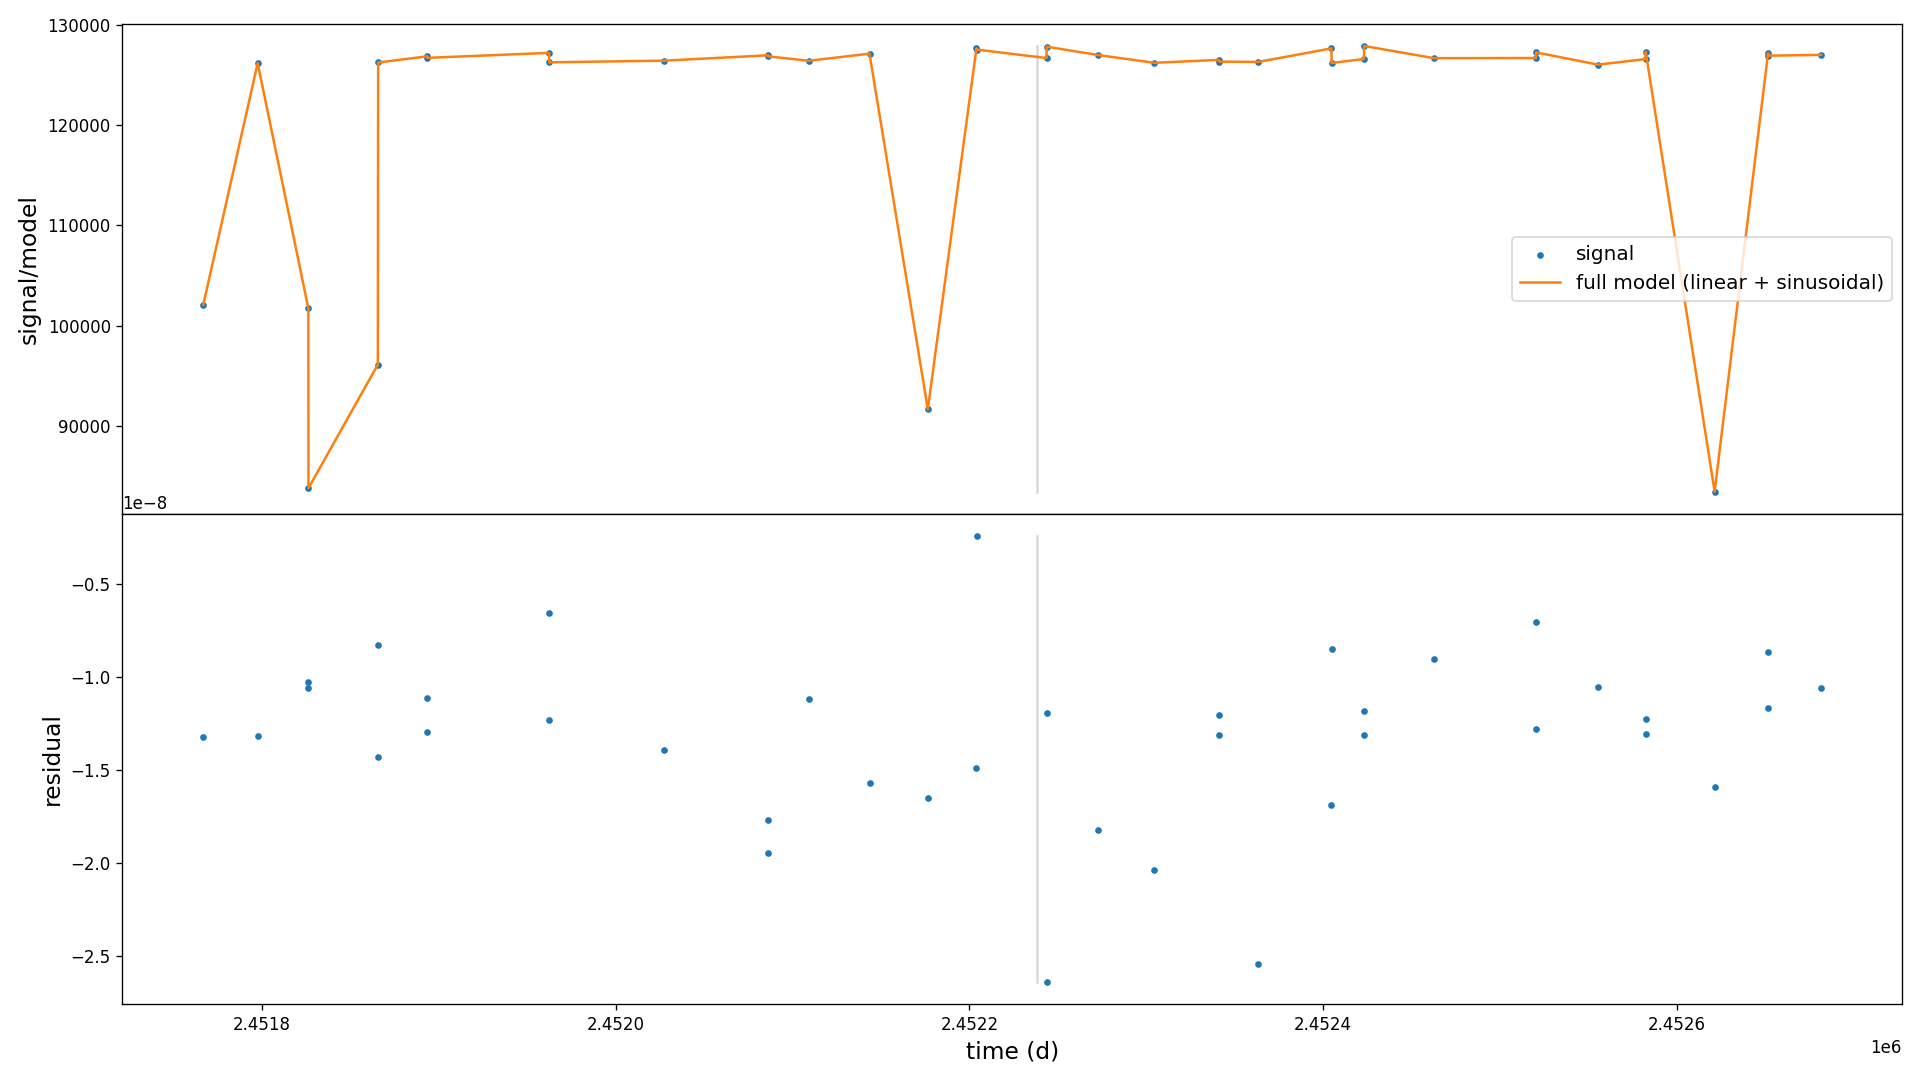 130000
120000
110000
100000
90000
signal/model
signal
full model (linear + sinusoidal)
1e−8
−0.5
−1.0
−1.5
−2.0
−2.5
residual
2.4518
2.4520
2.4522
2.4524
2.4526
time (d)
1e6